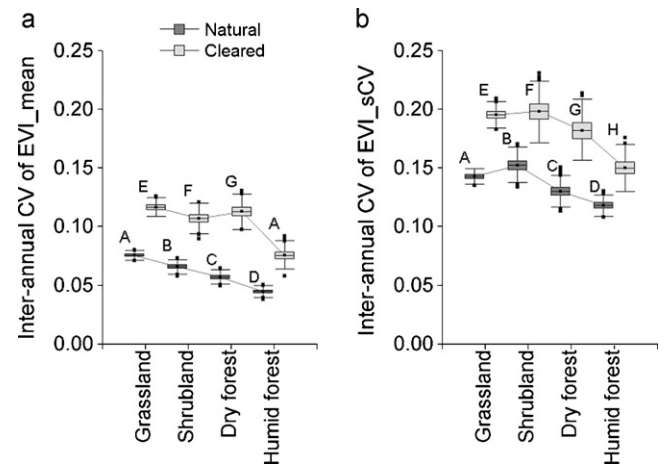 a
Natural
Cleared
Inter-annual CV of EVI_mean
0.25
0.20
0.15
0.10
0.05
0.00
A
B
C
D
E
F
G
A
Grassland
Shrubland
Dry forest
Humid forest
b
Inter-annual CV of EVI_sCV
0.25
0.20
0.15
0.10
0.05
0.00
A
B
C
D
E
F
G
H
Grassland
Shrubland
Dry forest
Humid forest